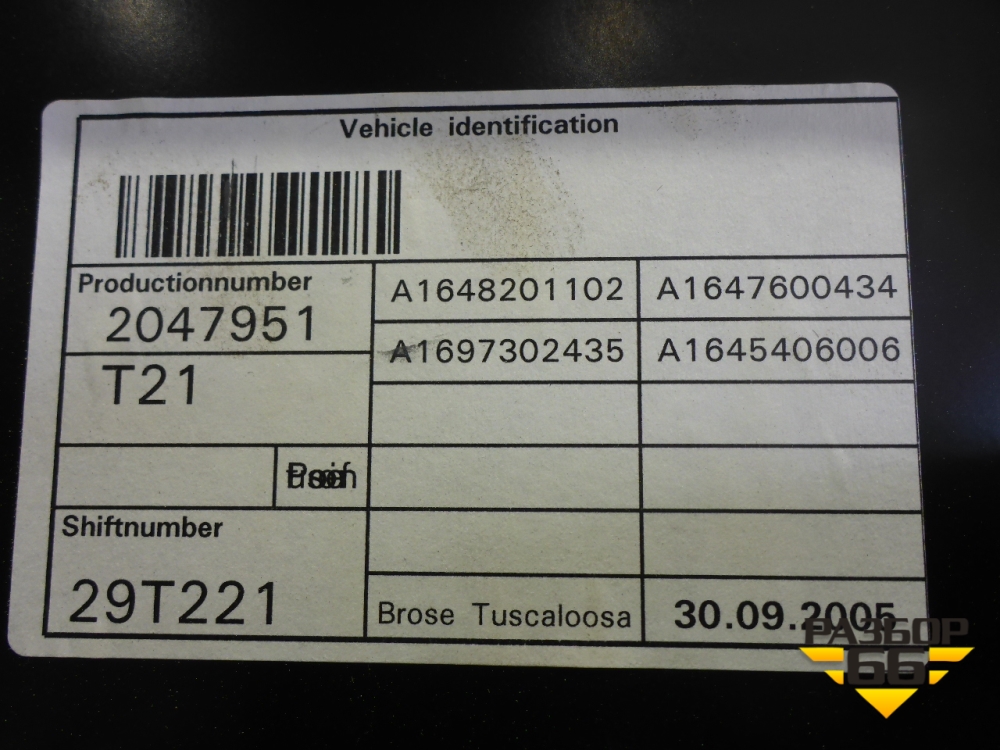 Vehicle identification
Productionnumber
2047951
A1648201102 A1647600434
A1697302435 A1645406006
T21
Shiftnumber
29T221
Brose Tuscaloosa 30.09.2005
РАЗБОР
66